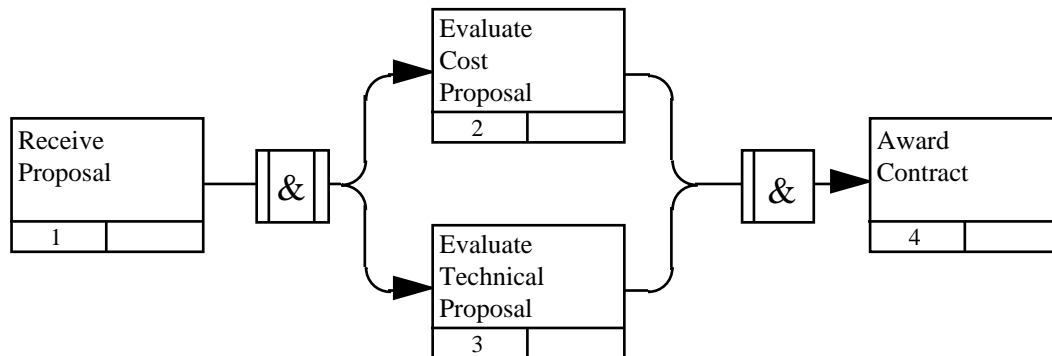 Receive
Proposal
1
&
Evaluate
Cost
Proposal
2
Evaluate
Technical
Proposal
3
&
Award
Contract
4